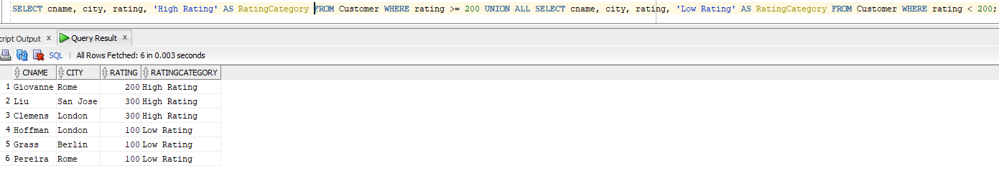 SELECT cname, city, rating, 'High Rating' AS RatingCategory FROM Customer WHERE rating >= 200 UNION ALL SELECT cname, city, rating, 'Low Rating' AS RatingCategory FROM Customer WHERE rating < 200;
cript Output x Query Result x
SQL | All Rows Fetched: 6 in 0.003 seconds
CNAME CITY RATING RATINGCATEGORY
1 Giovanne Rome 200 High Rating
2 Liu San Jose 300 High Rating
3 Clemens London 300 High Rating
4 Hoffman London 100 Low Rating
5 Grass Berlin 100 Low Rating
6 Pereira Rome 100 Low Rating